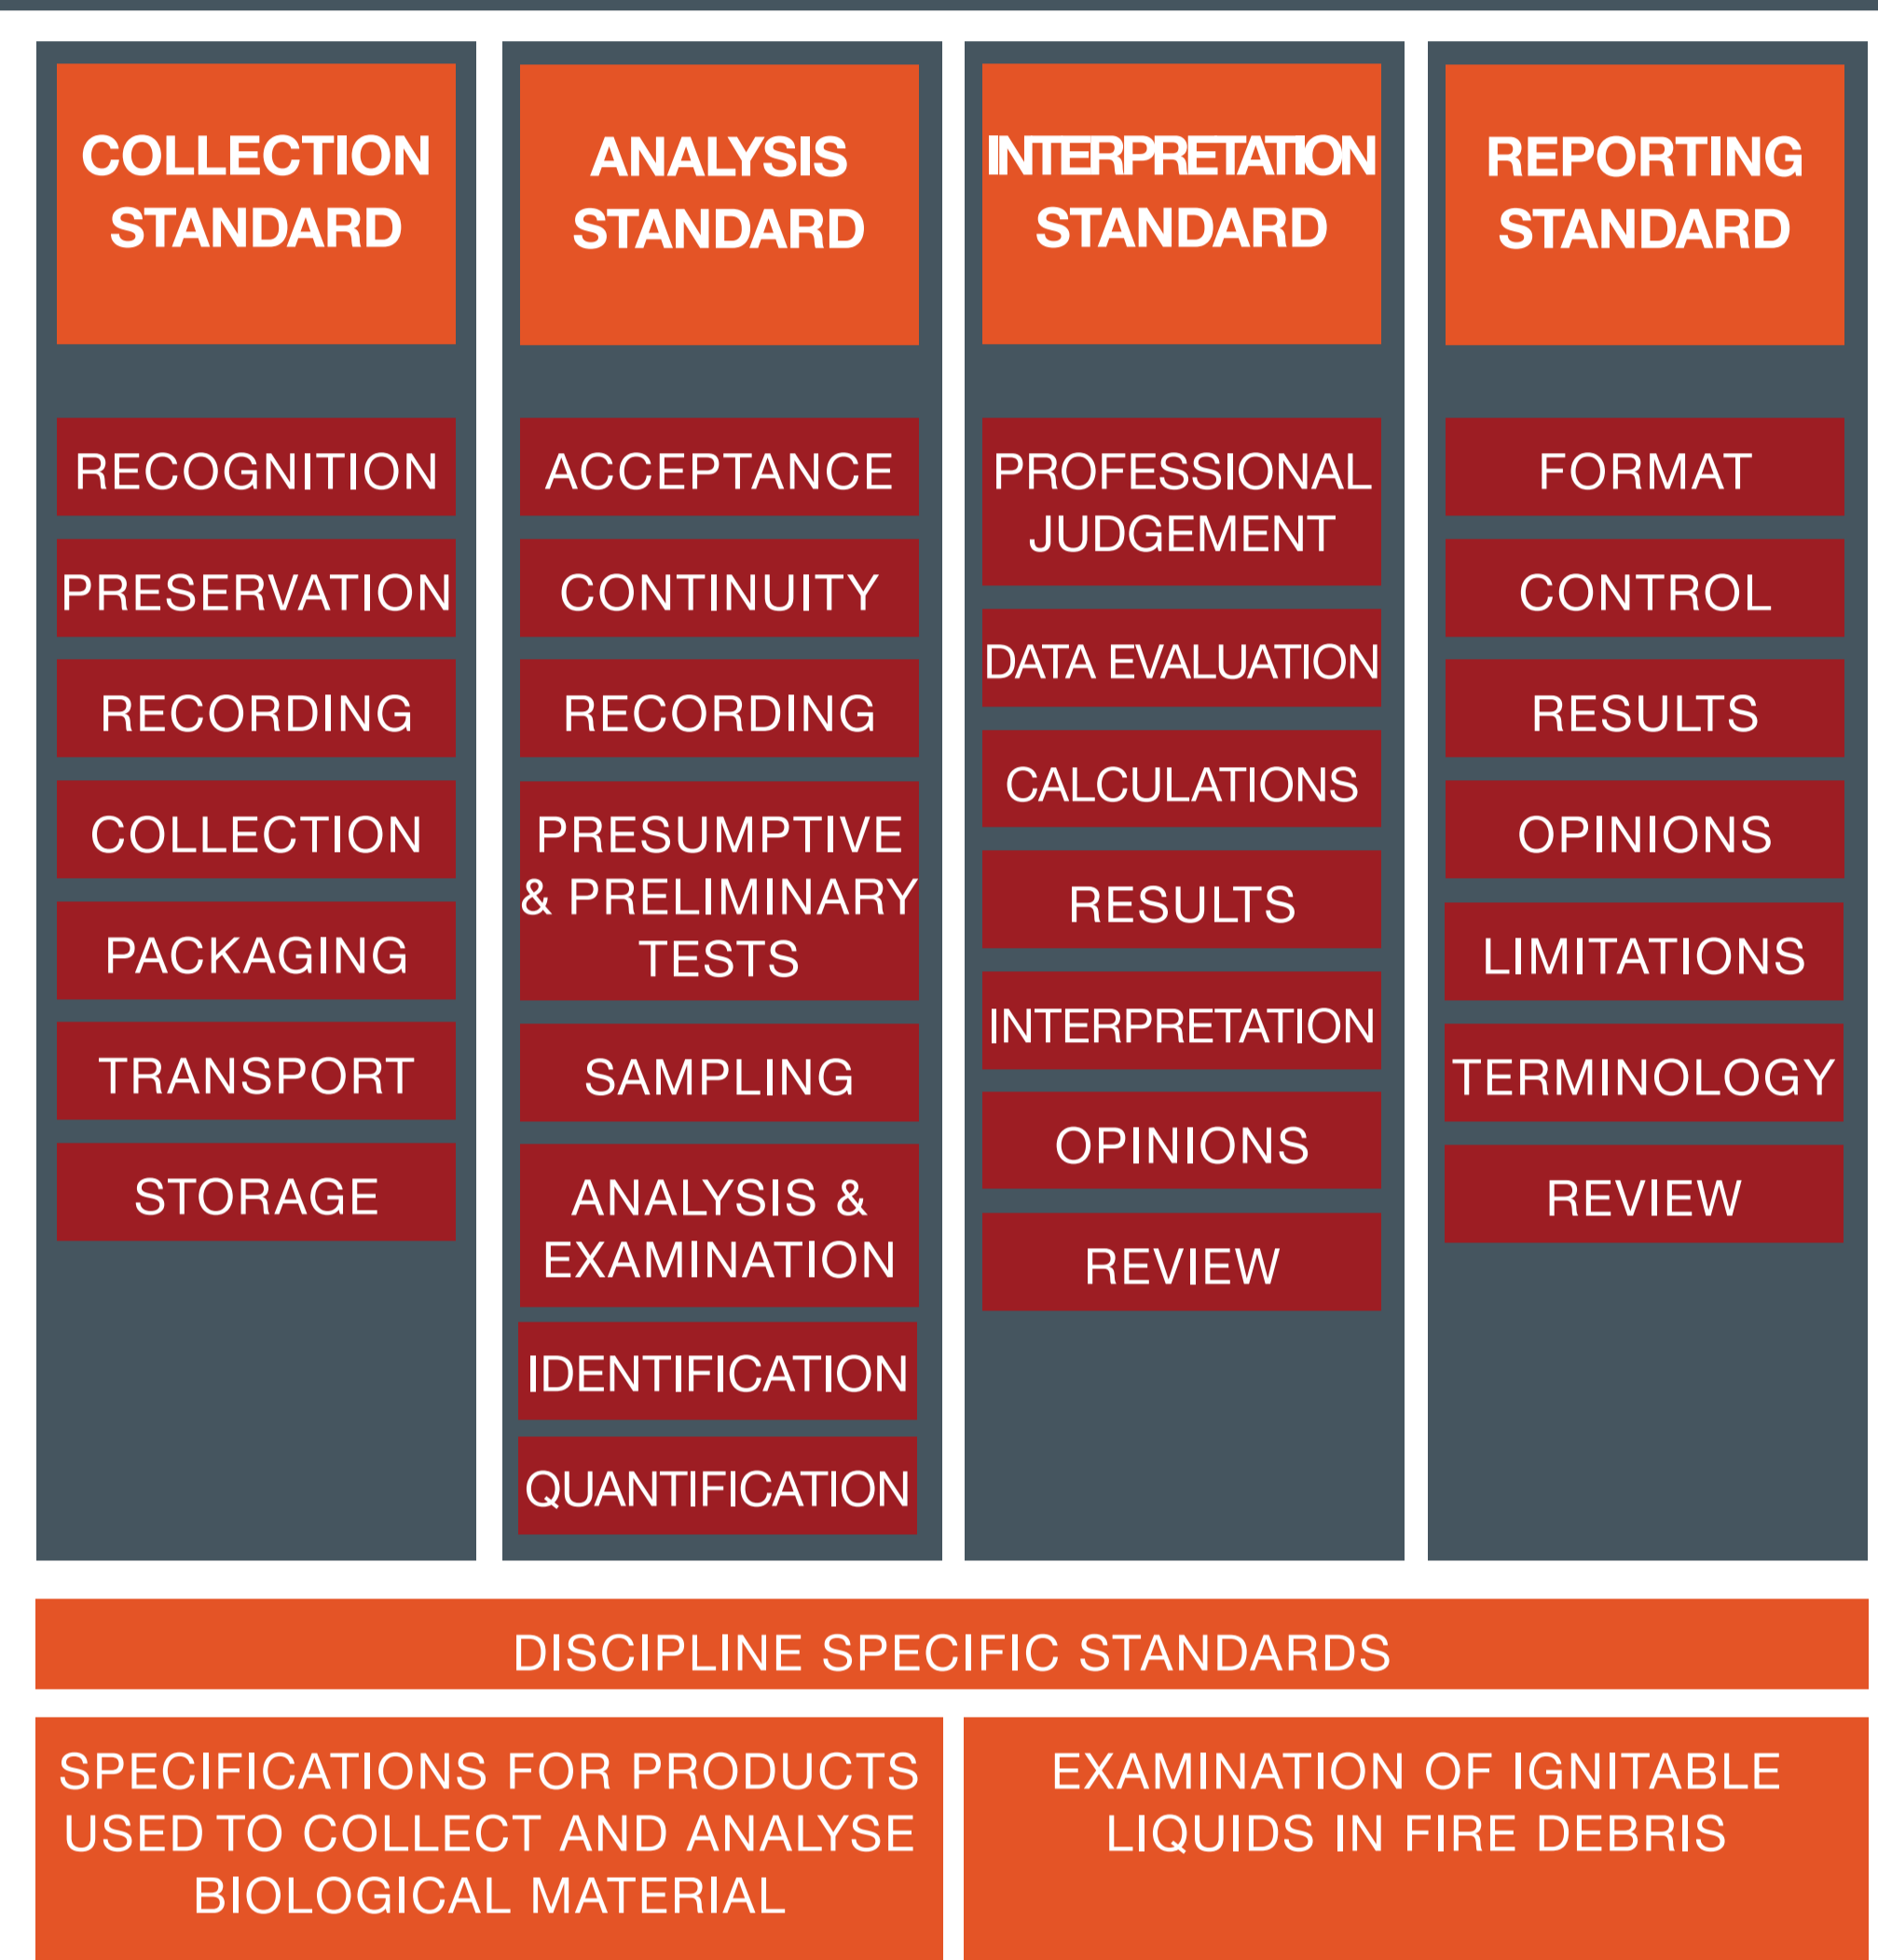 COLLECTION
STANDARD
RECOGNITION
PRESERVATION
RECORDING
COLLECTION
PACKAGING
TRANSPORT
STORAGE
ANALYSIS
STANDARD
ACCEPTANCE
CONTINUITY
RECORDING
PRESUMPTIVE
& PRELIMINARY
TESTS
SAMPLING
ANALYSIS &
EXAMINATION
IDENTIFICATION
QUANTIFICATION
INTERPRETATION
STANDARD
PROFESSIONAL
JUDGEMENT
DATA EVALUATION
CALCULATIONS
RESULTS
INTERPRETATION
OPINIONS
REVIEW
REPORTING
STANDARD
FORMAT
CONTROL
RESULTS
OPINIONS
LIMITATIONS
TERMINOLOGY
REVIEW
DISCIPLINE SPECIFIC STANDARDS
SPECIFICATIONS FOR PRODUCTS
USED TO COLLECT AND ANALYSE
BIOLOGICAL MATERIAL
EXAMINATION OF IGNITABLE
LIQUIDS IN FIRE DEBRIS